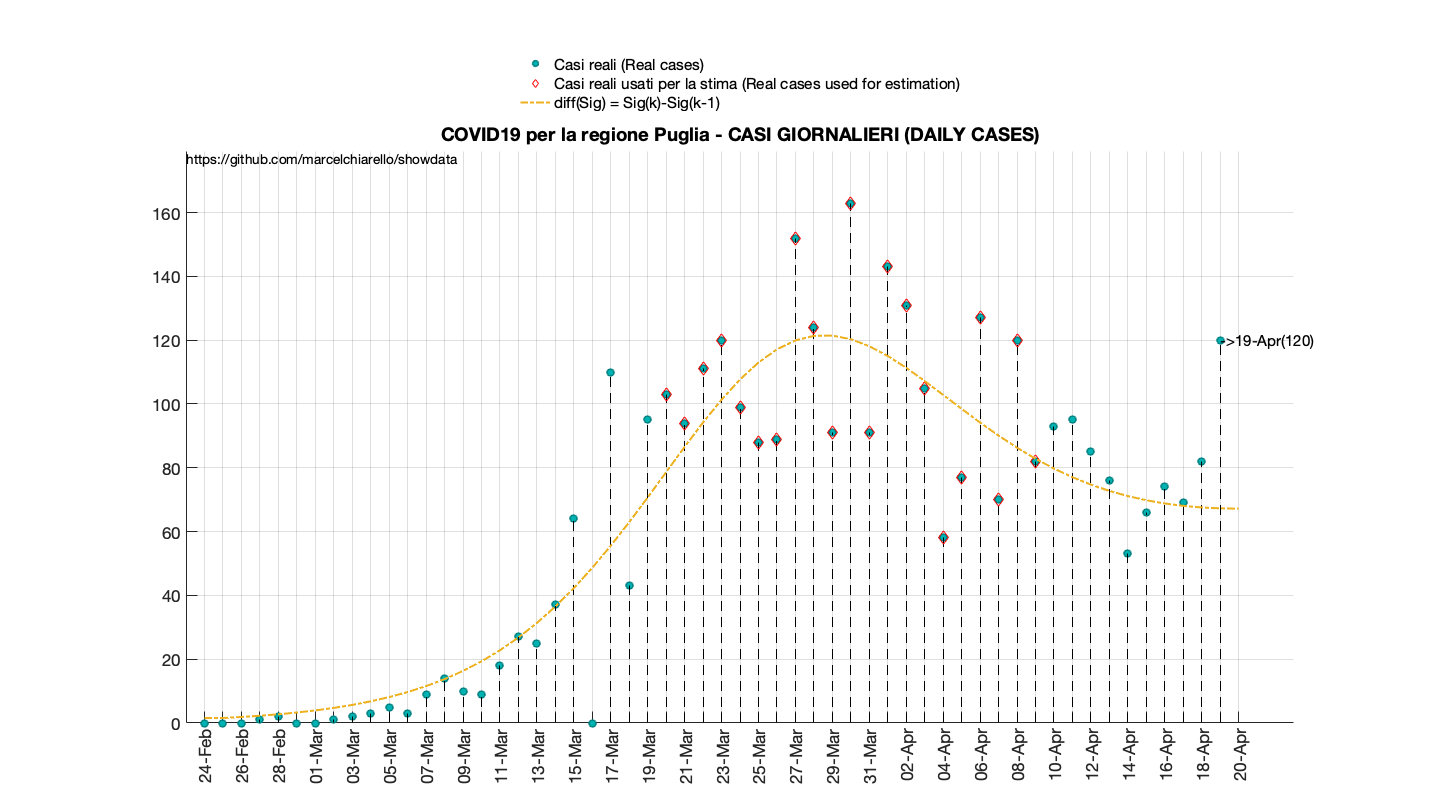 Casi reali (Real cases)
Casi reali usati per la stima (Real cases used for estimation)
diff(Sig) = Sig(k)-Sig(k-1)
COVID19 per la regione Puglia - CASI GIORNALIERI (DAILY CASES)
https://github.com/marcelchiarello/showdata
160
140
120
100
80
60
40
20
0
->19-Apr(120)
24-Feb
26-Feb
28-Feb
01-Mar
03-Mar
05-Mar
07-Mar
09-Mar
11-Mar
13-Mar
15-Mar
17-Mar
19-Mar
21-Mar
23-Mar
25-Mar
27-Mar
29-Mar
31-Mar
02-Apr
04-Apr
06-Apr
08-Apr
10-Apr
12-Apr
14-Apr
16-Apr
18-Apr
20-Apr